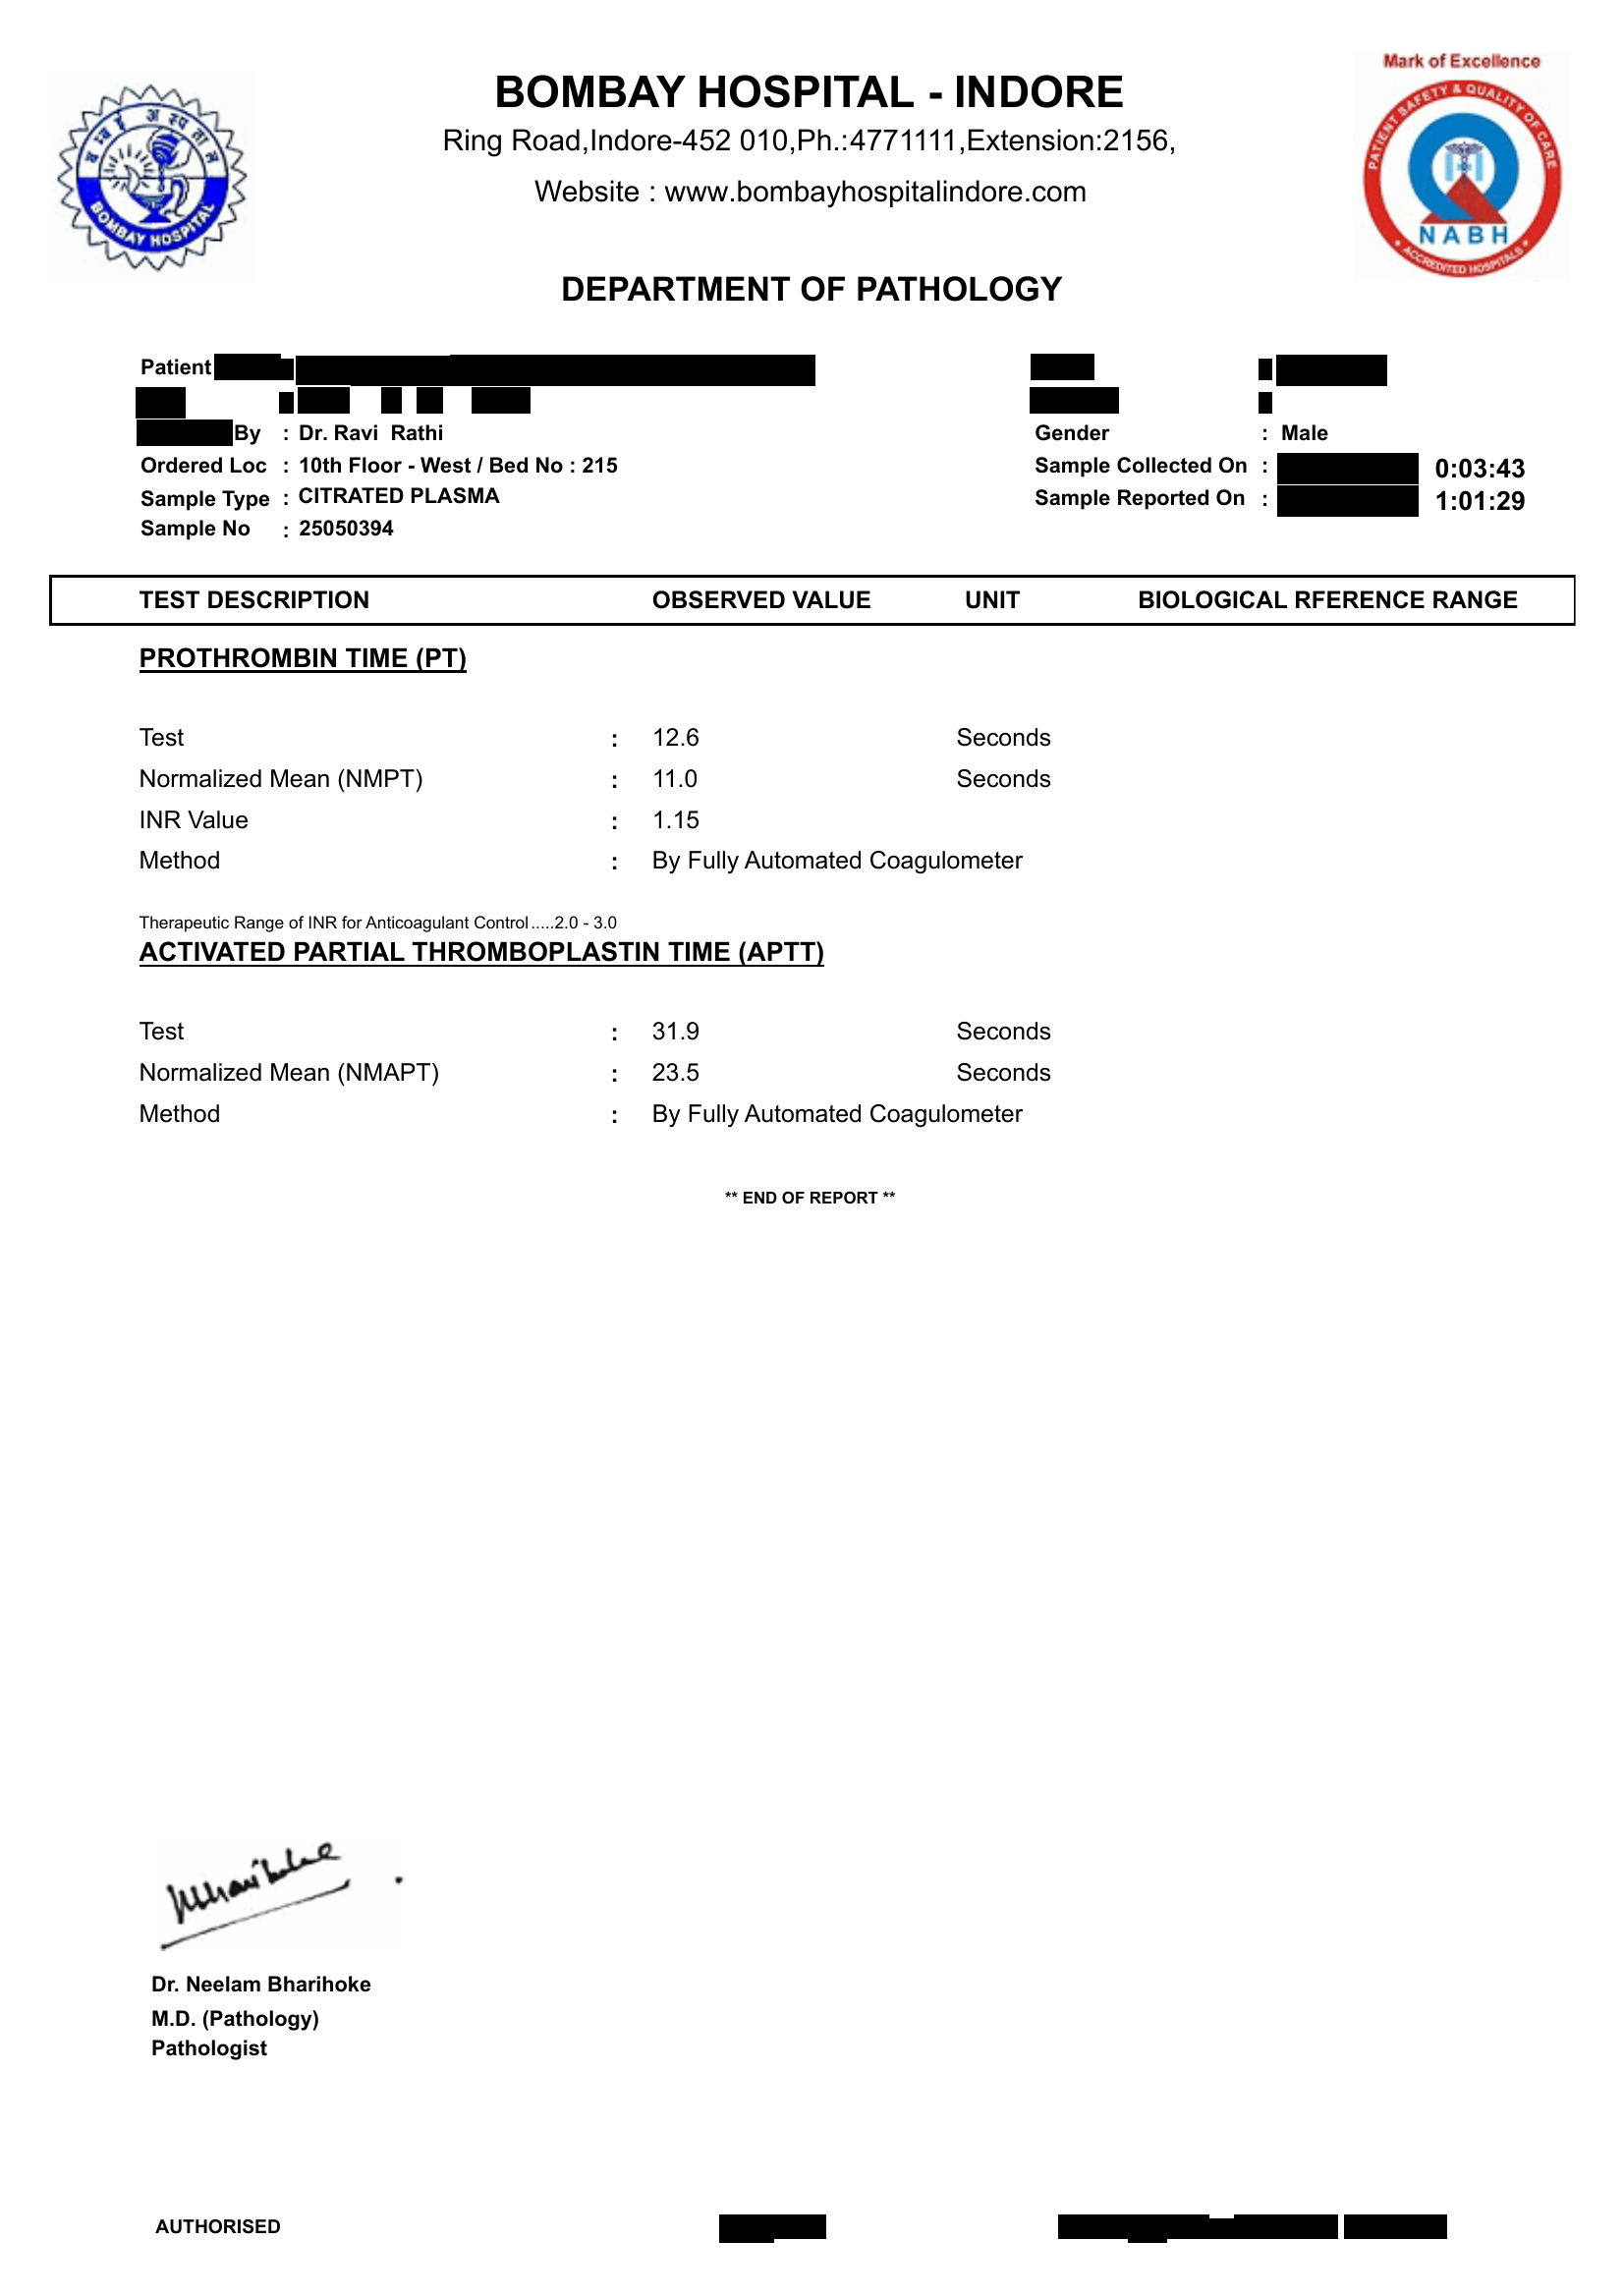 Mark of Excellence
BOMBAY HOSPITAL - INDORE
Ring Road,Indore-452 010,Ph.:4771111,Extension:2156,
Website : www.bombayhospitalindore.com
बम्बई अस्पताल
BOMBAY HOSPITAL
PATIENT SAFETY & QUALITY OF CARE
NABH
• ACCREDITED HOSPITALS •
DEPARTMENT OF PATHOLOGY
Patient
By : Dr. Ravi Rathi Gender : Male
Ordered Loc : 10th Floor - West / Bed No : 215 Sample Collected On : 0:03:43
Sample Type : CITRATED PLASMA Sample Reported On : 1:01:29
Sample No : 25050394
TEST DESCRIPTION OBSERVED VALUE UNIT BIOLOGICAL RFERENCE RANGE
PROTHROMBIN TIME (PT)
Test : 12.6 Seconds
Normalized Mean (NMPT) : 11.0 Seconds
INR Value : 1.15
Method : By Fully Automated Coagulometer
Therapeutic Range of INR for Anticoagulant Control.....2.0 - 3.0
ACTIVATED PARTIAL THROMBOPLASTIN TIME (APTT)
Test : 31.9 Seconds
Normalized Mean (NMAPT) : 23.5 Seconds
Method : By Fully Automated Coagulometer
** END OF REPORT **
Dr. Neelam Bharihoke
M.D. (Pathology)
Pathologist
AUTHORISED